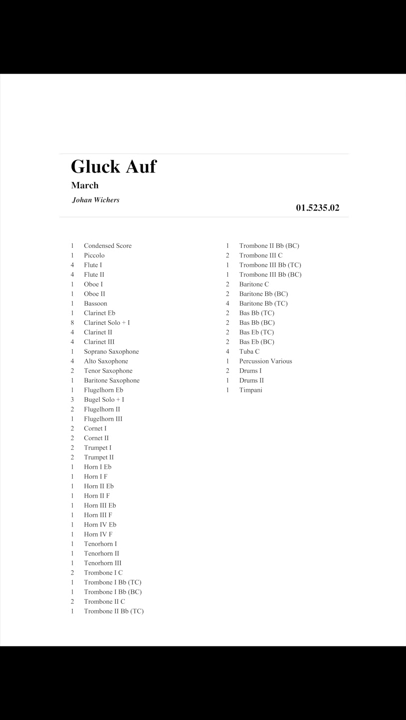 Gluck Auf
March
Johan Wichers
01.5235.02
1 Condensed Score
1 Piccolo
4 Flute I
4 Flute II
1 Oboe I
1 Oboe II
1 Bassoon
1 Clarinet Eb
8 Clarinet Solo + I
4 Clarinet II
4 Clarinet III
1 Soprano Saxophone
4 Alto Saxophone
2 Tenor Saxophone
1 Baritone Saxophone
1 Flugelhorn Eb
3 Bugel Solo + I
2 Flugelhorn II
1 Flugelhorn III
2 Cornet I
2 Cornet II
2 Trumpet I
2 Trumpet II
1 Horn I Eb
1 Horn I F
1 Horn II Eb
1 Horn II F
1 Horn III Eb
1 Horn III F
1 Horn IV Eb
1 Horn IV F
1 Tenorhorn I
1 Tenorhorn II
1 Tenorhorn III
2 Trombone I C
1 Trombone I Bb (TC)
1 Trombone I Bb (BC)
2 Trombone II C
1 Trombone II Bb (TC)
1 Trombone II Bb (BC)
2 Trombone III C
1 Trombone III Bb (TC)
1 Trombone III Bb (BC)
2 Baritone C
2 Baritone Bb (BC)
4 Baritone Bb (TC)
2 Bas Bb (TC)
2 Bas Bb (BC)
2 Bas Eb (TC)
2 Bas Eb (BC)
4 Tuba C
1 Percussion Various
2 Drums I
1 Drums II
1 Timpani